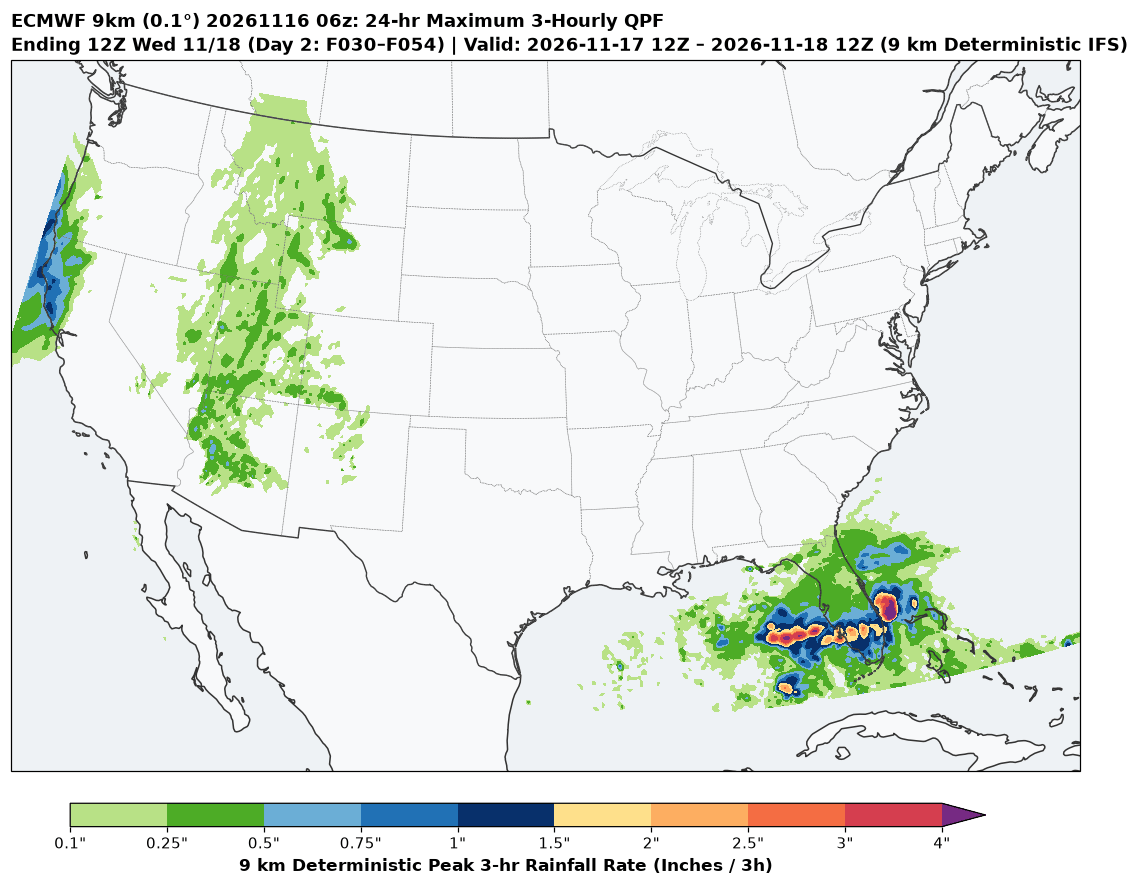 ECMWF 9km (0.1°) 20261116 06z: 24-hr Maximum 3-Hourly QPF
Ending 12Z Wed 11/18 (Day 2: F030–F054) | Valid: 2026-11-17 12Z – 2026-11-18 12Z (9 km Deterministic IFS)
0.1" 0.25" 0.5" 0.75" 1" 1.5" 2" 2.5" 3" 4"
9 km Deterministic Peak 3-hr Rainfall Rate (Inches / 3h)